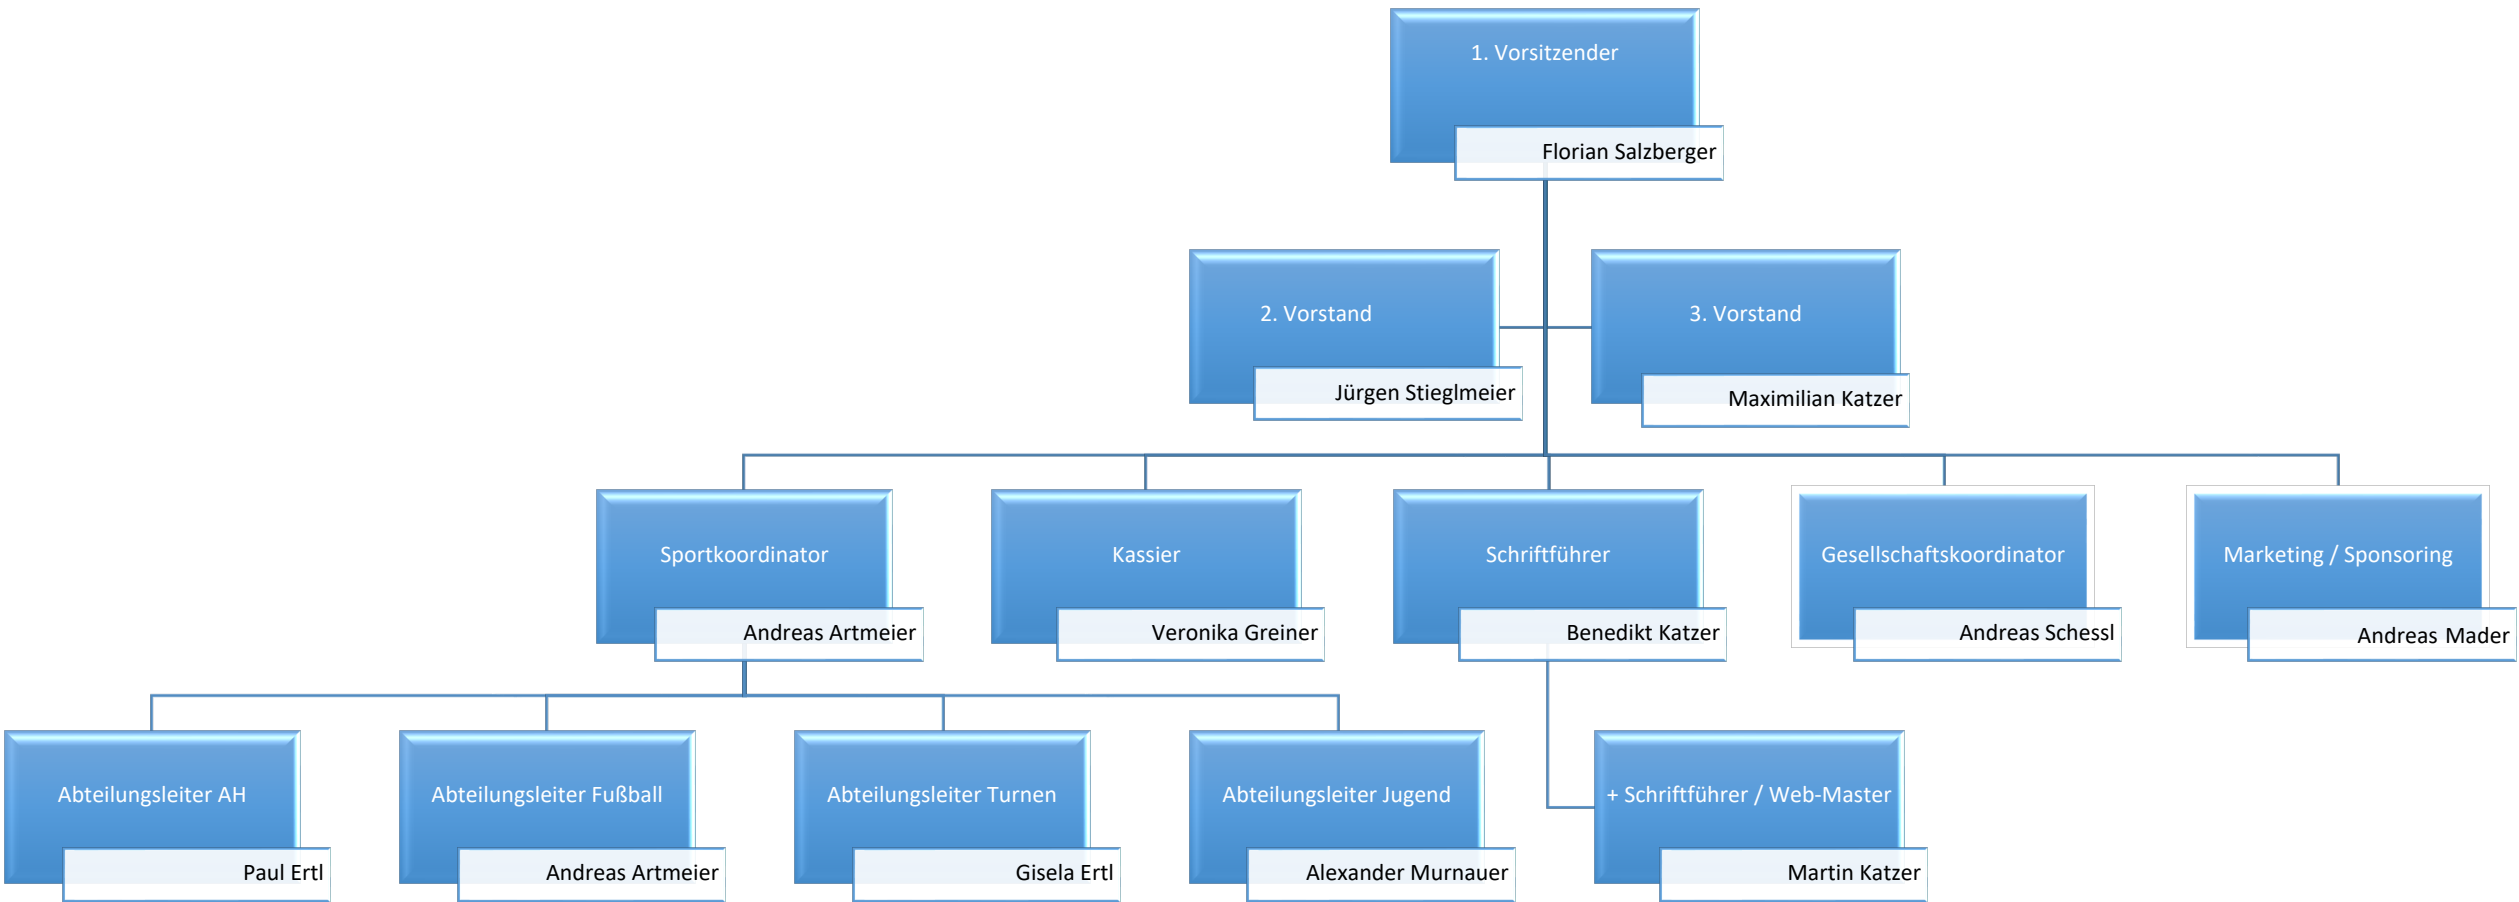 1. Vorsitzender
Florian Salzberger
2. Vorstand
Jürgen Stieglmeier
3. Vorstand
Maximilian Katzer
Sportkoordinator
Andreas Artmeier
Kassier
Veronika Greiner
Schriftführer
Benedikt Katzer
Gesellschaftskoordinator
Andreas Schessl
Marketing / Sponsoring
Andreas Mader
Abteilungsleiter AH
Paul Ertl
Abteilungsleiter Fußball
Andreas Artmeier
Abteilungsleiter Turnen
Gisela Ertl
Abteilungsleiter Jugend
Alexander Murnauer
+ Schriftführer / Web-Master
Martin Katzer